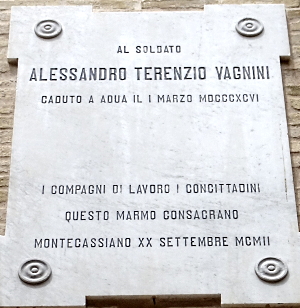 AL SOLDATO
ALESSANDRO TERENZIO VAGNINI
CADUTO A ADUA IL I MARZO MDCCCXCVI
I COMPAGNI DI LAVORO I CONCITTADINI
QUESTO MARMO CONSACRANO
MONTECASSIANO XX SETTEMBRE MCMII